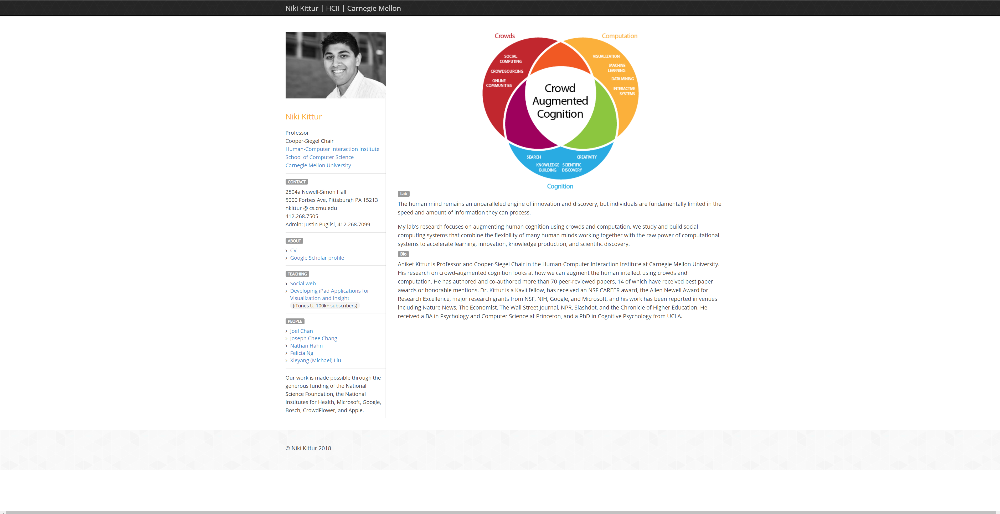 Niki Kittur | HCII | Carnegie Mellon
Niki Kittur
Professor
Cooper-Siegel Chair
Human-Computer Interaction Institute
School of Computer Science
Carnegie Mellon University
CONTACT
2504a Newell-Simon Hall
5000 Forbes Ave, Pittsburgh PA 15213
nkittur @ cs.cmu.edu
412.268.7505
Admin: Justin Puglisi, 412.268.7099
ABOUT
CV
Google Scholar profile
TEACHING
Social web
Developing iPad Applications for
Visualization and Insight
(iTunes U, 100k+ subscribers)
PEOPLE
Joel Chan
Joseph Chee Chang
Nathan Hahn
Felicia Ng
Xieyang (Michael) Liu
Our work is made possible through the
generous funding of the National
Science Foundation, the National
Institutes for Health, Microsoft, Google,
Bosch, CrowdFlower, and Apple.
Crowds
Computation
SOCIAL
COMPUTING
CROWDSOURCING
ONLINE
COMMUNITIES
VISUALIZATION
MACHINE
LEARNING
DATA MINING
INTERACTIVE
SYSTEMS
Crowd
Augmented
Cognition
SEARCH
CREATIVITY
KNOWLEDGE
BUILDING
SCIENTIFIC
DISCOVERY
Cognition
Lab
The human mind remains an unparalleled engine of innovation and discovery, but individuals are fundamentally limited in the
speed and amount of information they can process.
My lab's research focuses on augmenting human cognition using crowds and computation. We study and build social
computing systems that combine the flexibility of many human minds working together with the raw power of computational
systems to accelerate learning, innovation, knowledge production, and scientific discovery.
Bio
Aniket Kittur is Professor and Cooper-Siegel Chair in the Human-Computer Interaction Institute at Carnegie Mellon University.
His research on crowd-augmented cognition looks at how we can augment the human intellect using crowds and
computation. He has authored and co-authored more than 70 peer-reviewed papers, 14 of which have received best paper
awards or honorable mentions. Dr. Kittur is a Kavli fellow, has received an NSF CAREER award, the Allen Newell Award for
Research Excellence, major research grants from NSF, NIH, Google, and Microsoft, and his work has been reported in venues
including Nature News, The Economist, The Wall Street Journal, NPR, Slashdot, and the Chronicle of Higher Education. He
received a BA in Psychology and Computer Science at Princeton, and a PhD in Cognitive Psychology from UCLA.
© Niki Kittur 2018